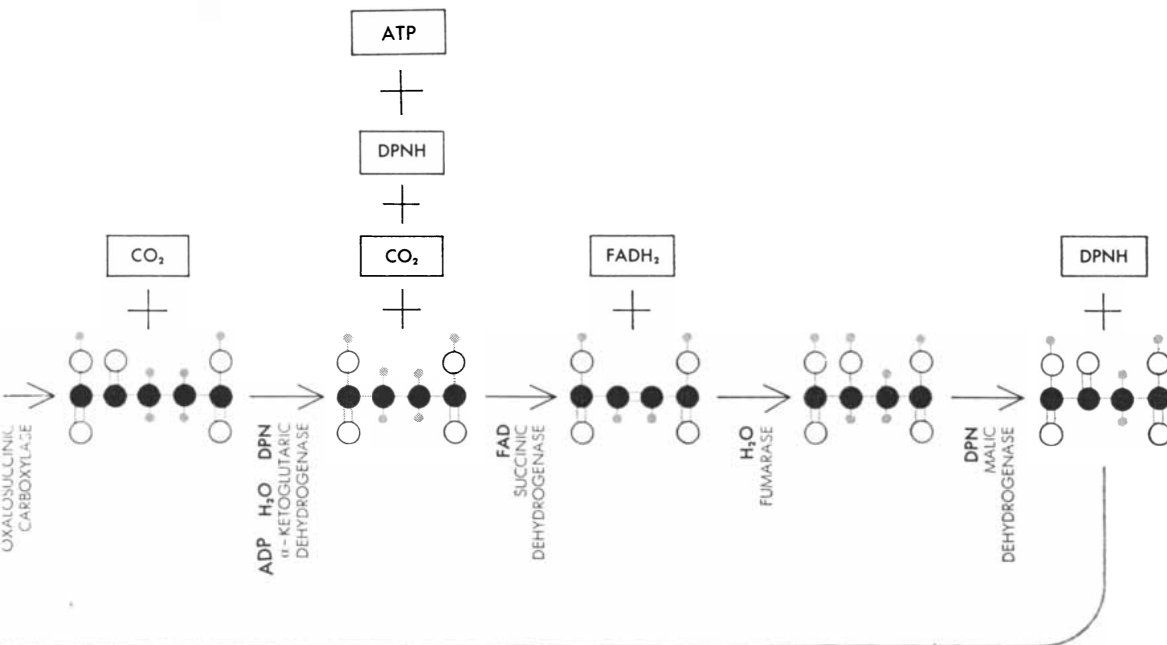 ATP
DPNH
CO₂
CO₂
FADH₂
DPNH
OXALOSUCCINIC
CARBOXYLASE
ADP H₂O DPN
α-KETOGLUTARIC
DEHYDROGENASE
FAD
SUCCINIC
DEHYDROGENASE
H₂O
FUMARASE
DPN
MALIC
DEHYDROGENASE